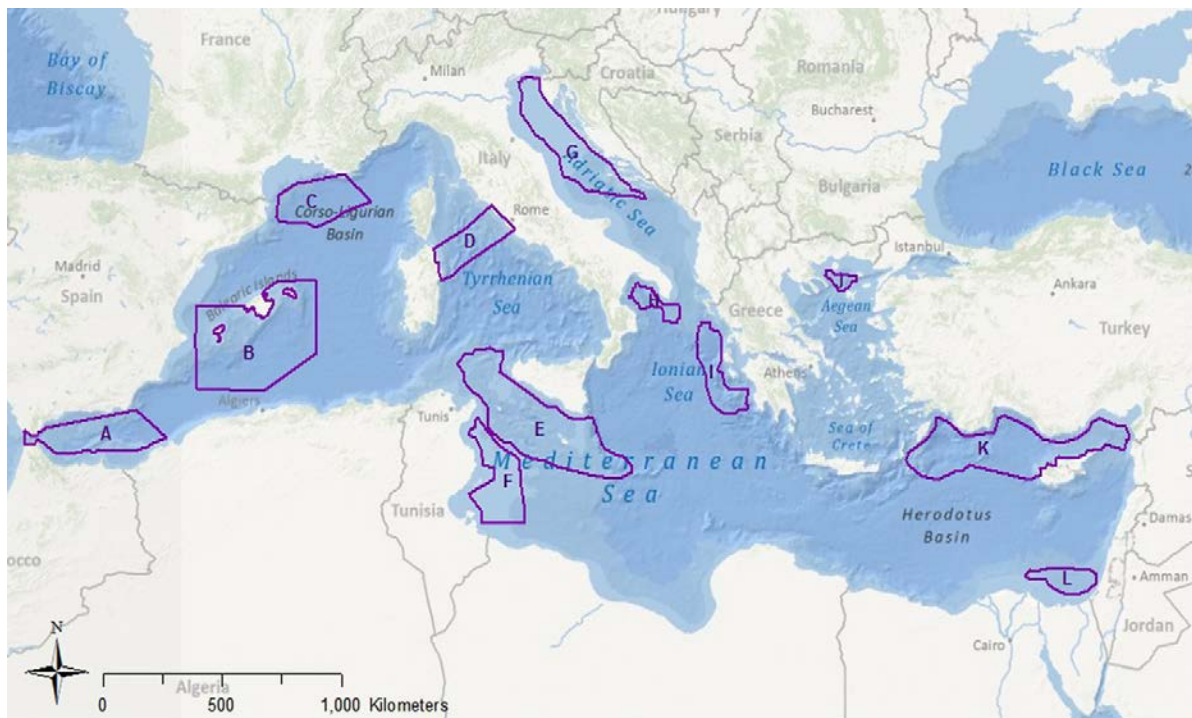 Hungary
France
Bay of
Biscay
Milan
Croatia
Romania
Bucharest
Serbia
Italy
G
Adriatic Sea
Bulgaria
Black Sea
2
C
Corso-Ligurian
Basin
Rome
D
Istanbul
Madrid
Spain
Balearic islands
Tyrrhenian
Sea
J
Ankara
H
Greece
Aegean
Sea
Turkey
B
Ionian
Sea
I
Athens
Algiers
Tunis
A
E
Sea of
Crete
K
Mediterranean
Sea
F
S
Tunisia
Herodotus
Basin
Damas
occo
L
Amman
Cairo
Jordan
N
Algeria
0 500 1,000 Kilometers